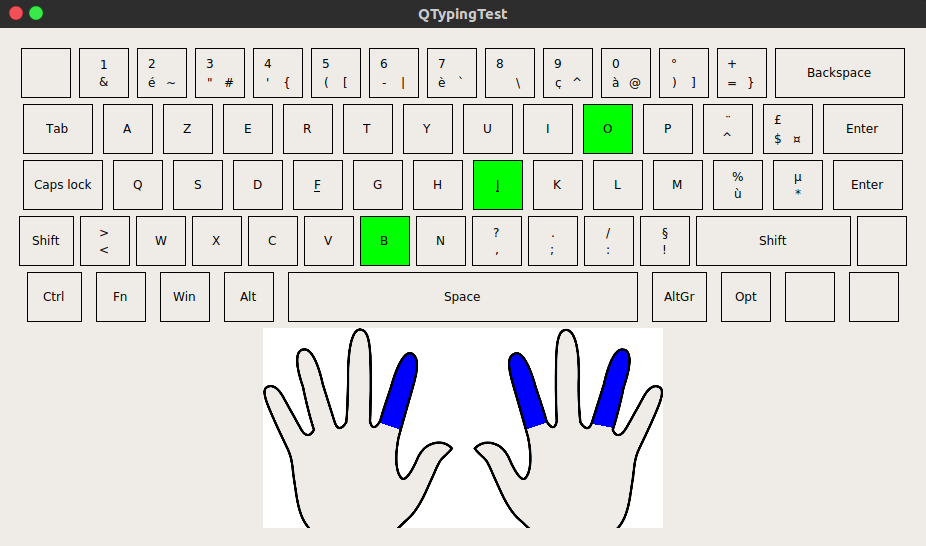 QTypingTest
1 2 3 4 5 6 7 8 9 0 ° + Backspace
& é ~ " # ' { ( [ - | è ` \ ç ^ à @ ) ] = }
Tab A Z E R T Y U I O P ¨ £ Enter
^ $ ¤
Caps lock Q S D F G H J K L M % µ Enter
ù *
Shift > W X C V B N ? . / § Shift
< , ; : !
Ctrl Fn Win Alt Space AltGr Opt